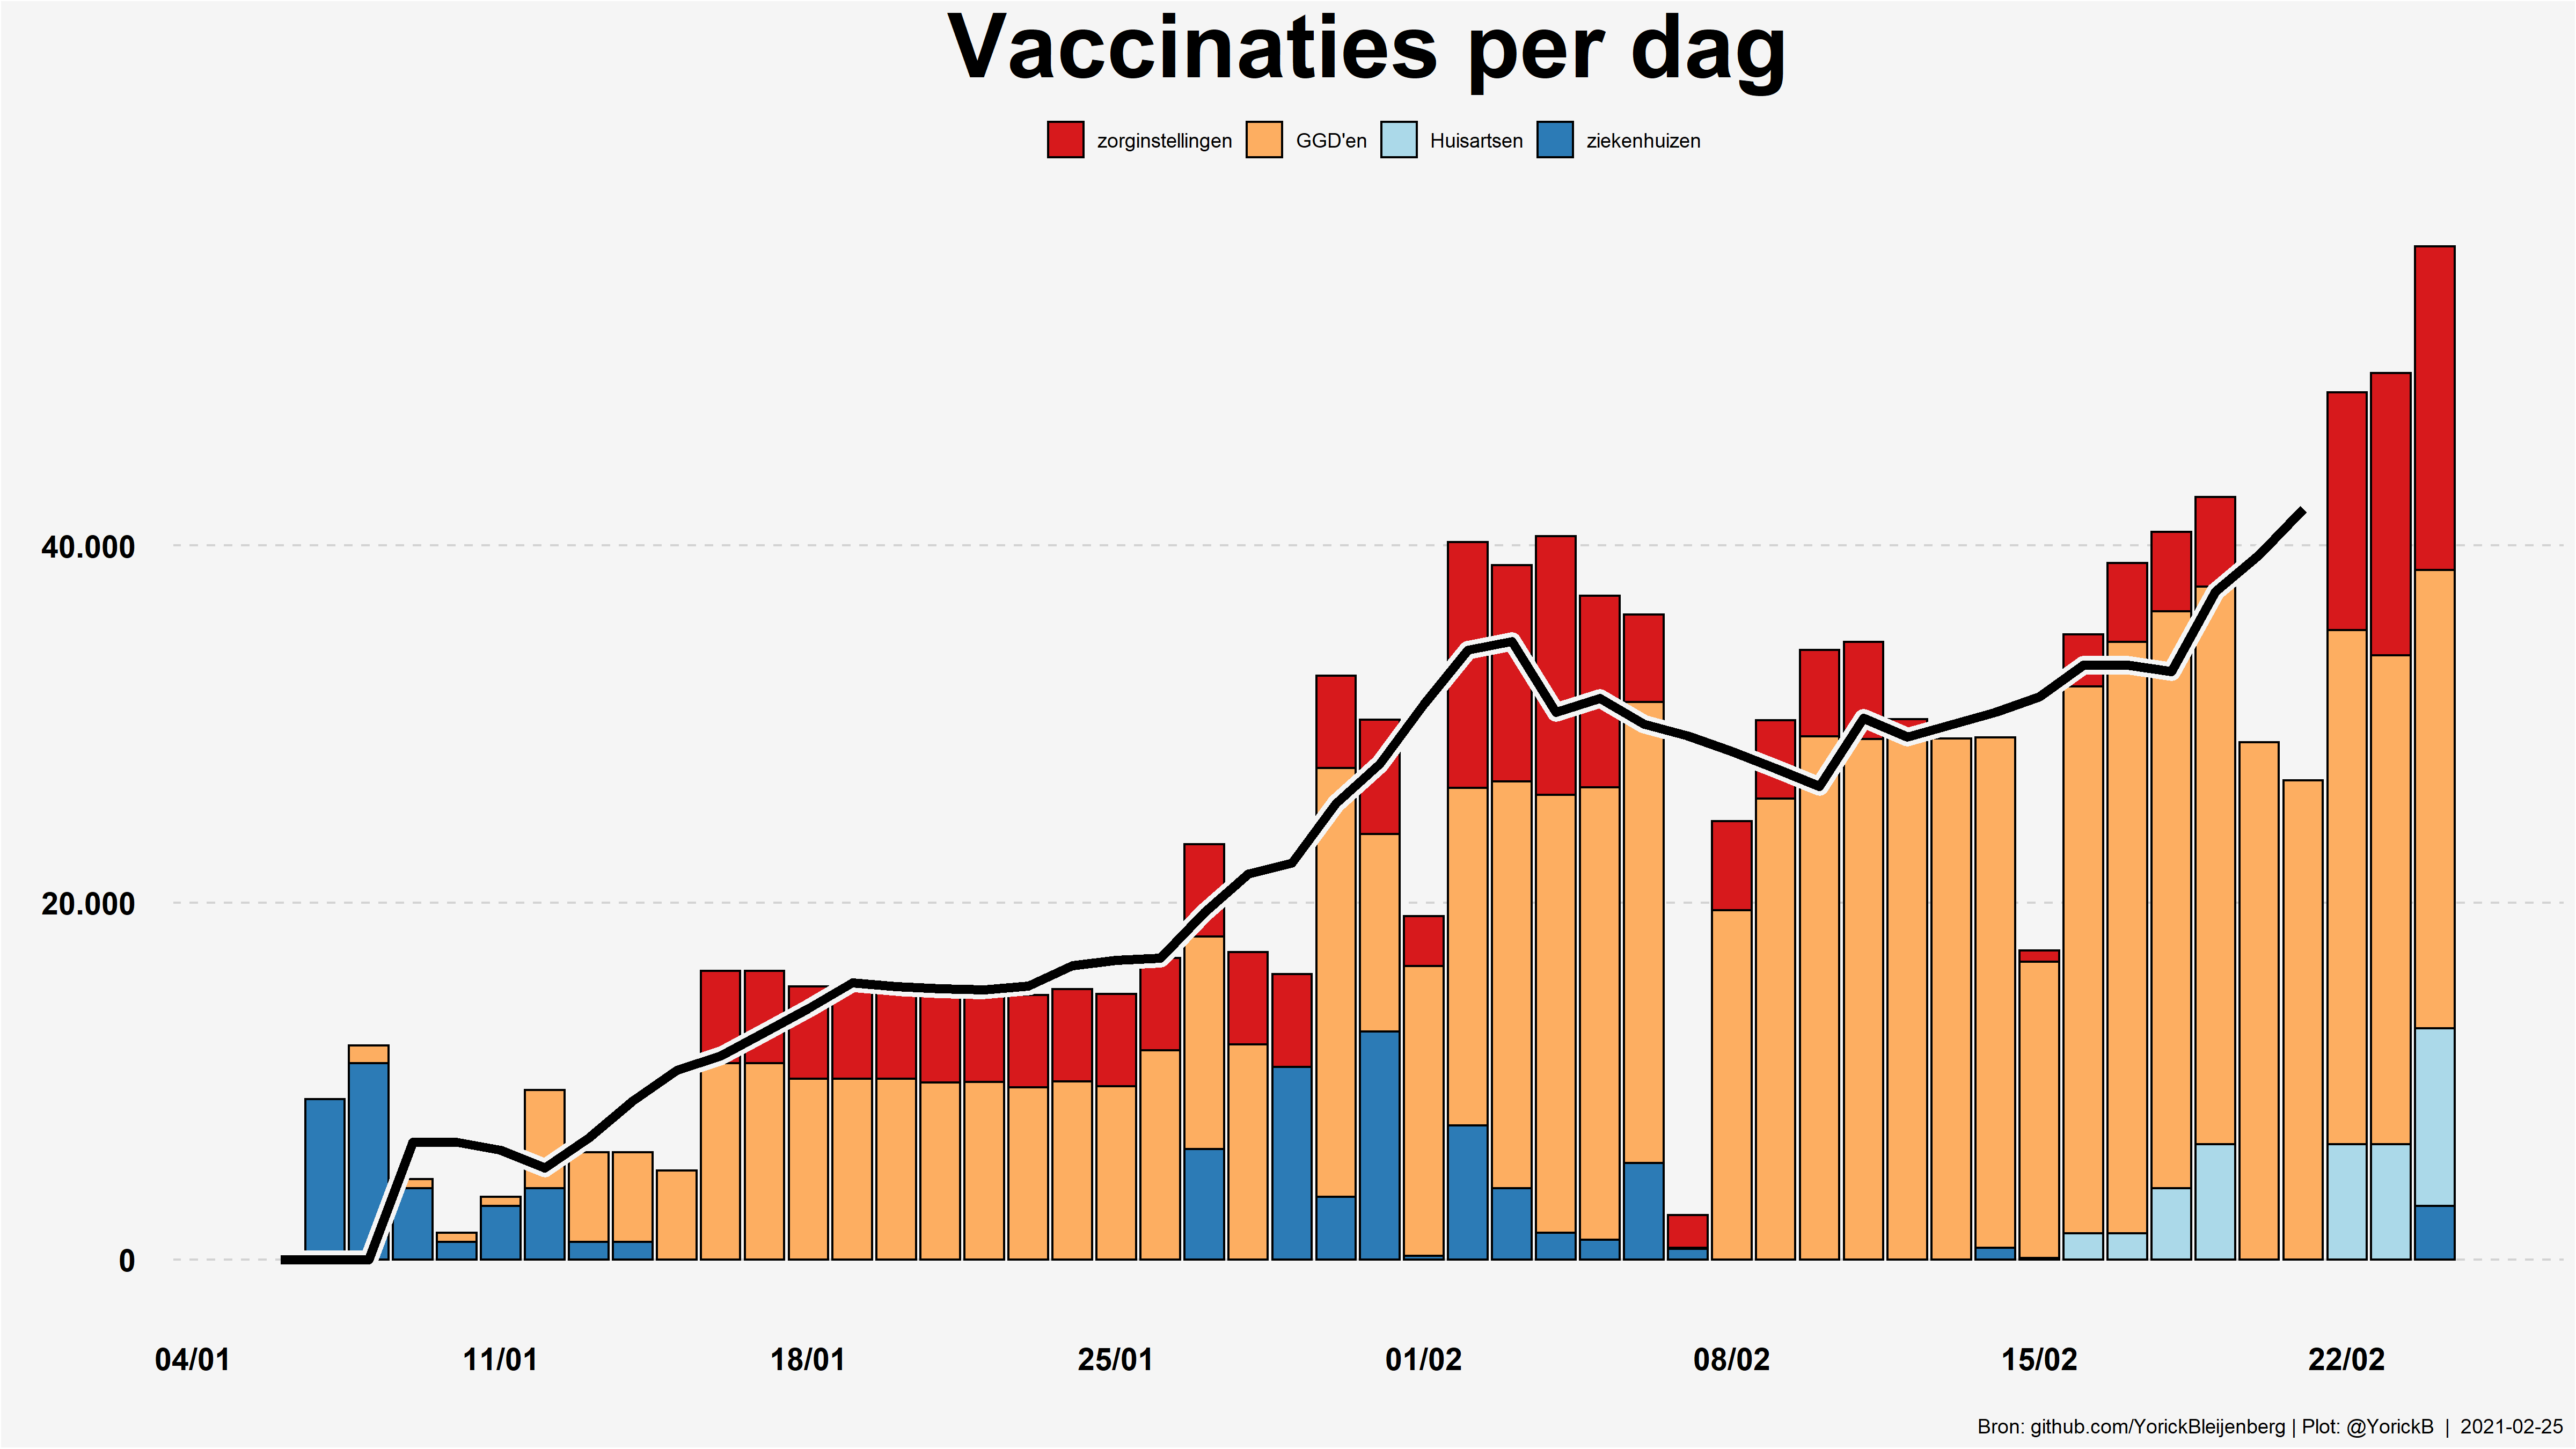 Vaccinaties per dag
zorginstellingen GGD'en Huisartsen ziekenhuizen
40.000
20.000
0
04/01 11/01 18/01 25/01 01/02 08/02 15/02 22/02
Bron: github.com/YorickBleijenberg | Plot: @YorickB | 2021-02-25